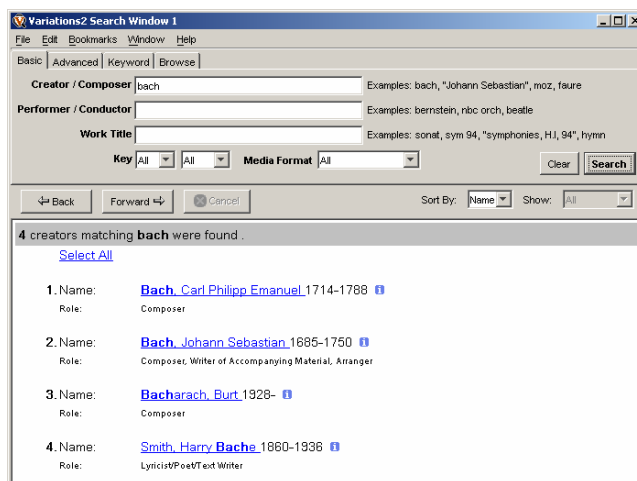 Variations2 Search Window 1
File Edit Bookmarks Window Help
Basic Advanced Keyword Browse
Creator / Composer bach Examples: bach, "Johann Sebastian", moz, faure
Performer / Conductor Examples: bernstein, nbc orch, beatle
Work Title Examples: sonat, sym 94, "symphonies, H.I, 94", hymn
Key All All Media Format All Clear Search
Back Forward Cancel Sort By: Name Show: All
4 creators matching bach were found .
Select All
1. Name: Bach, Carl Philipp Emanuel 1714-1788
Role: Composer
2. Name: Bach, Johann Sebastian 1685-1750
Role: Composer, Writer of Accompanying Material, Arranger
3. Name: Bacharach, Burt 1928-
Role: Composer
4. Name: Smith, Harry Bache 1860-1936
Role: Lyricist/Poet/Text Writer